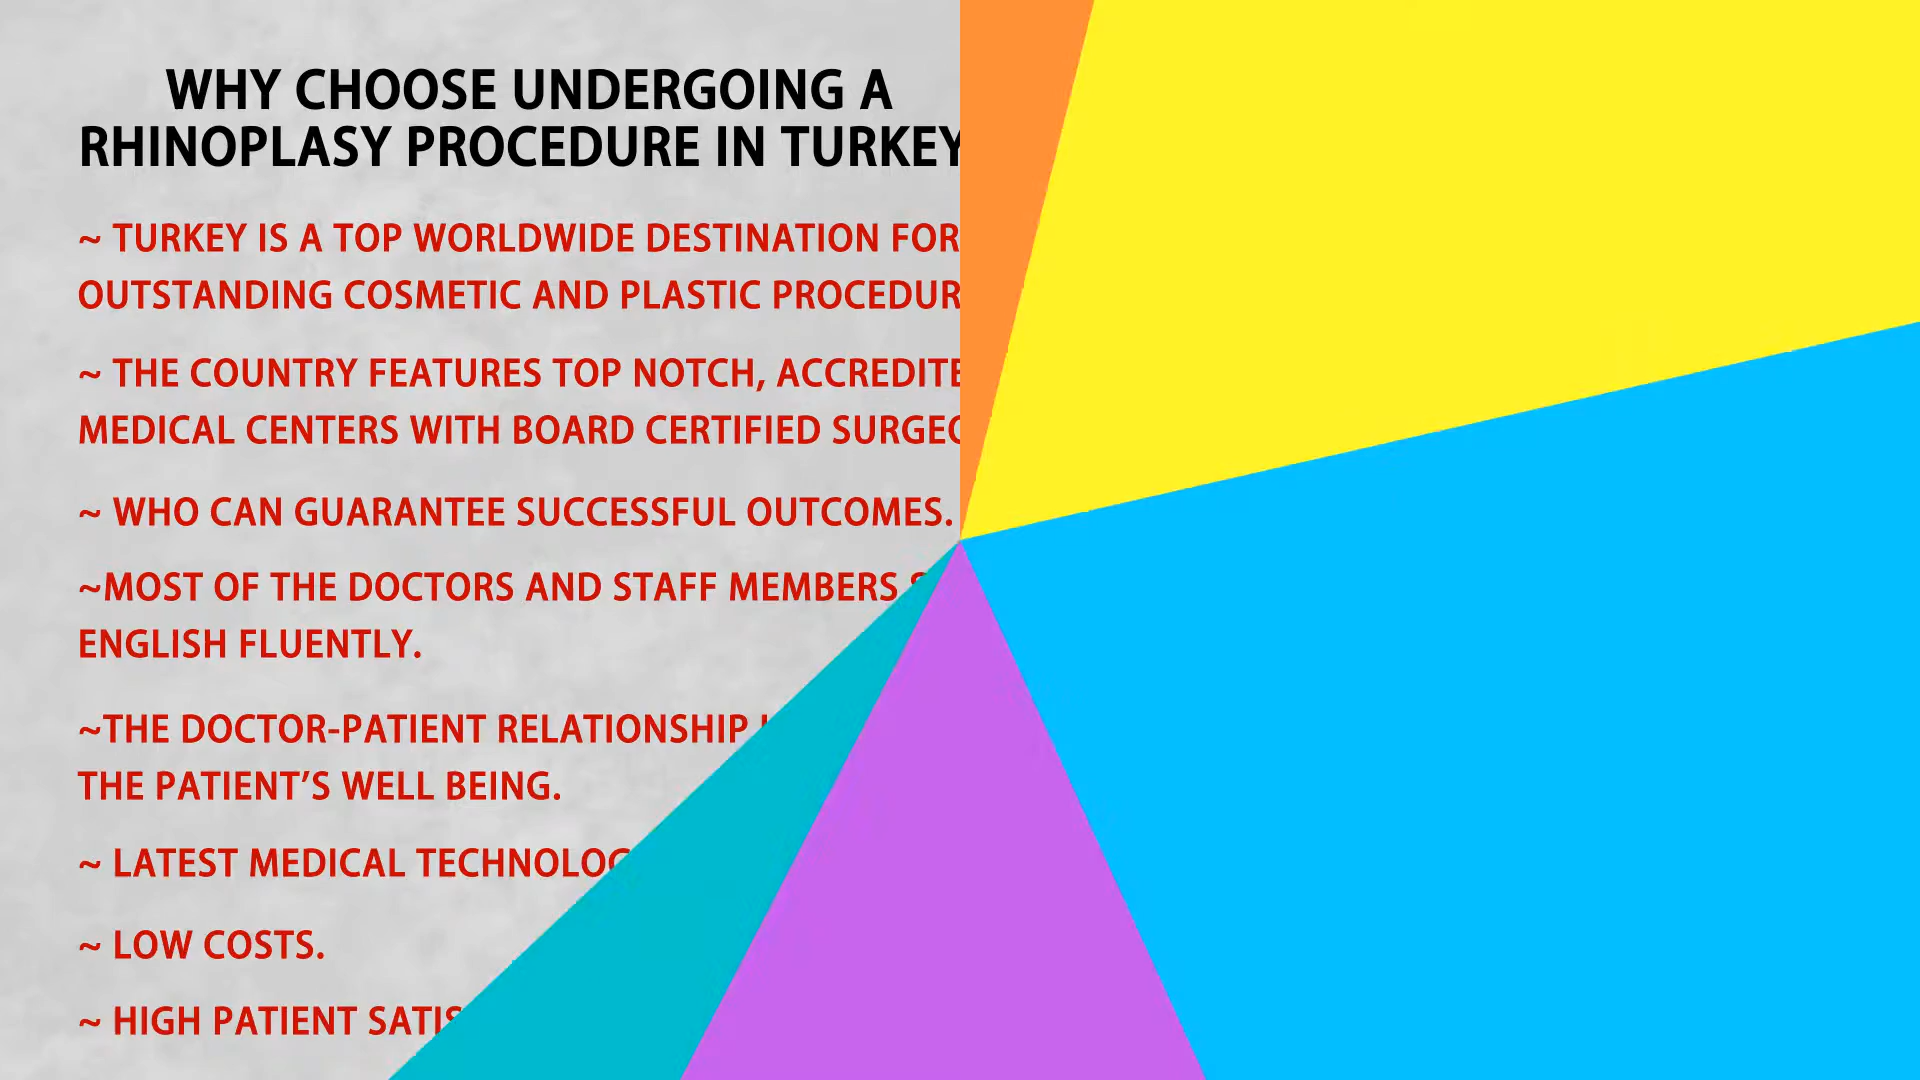 WHY CHOOSE UNDERGOING A
RHINOPLASY PROCEDURE IN TURKEY
~ TURKEY IS A TOP WORLDWIDE DESTINATION FOR
OUTSTANDING COSMETIC AND PLASTIC
~ THE COUNTRY FEATURES TOP NOTCH,
MEDICAL CENTERS WITH BOARD CERTIFIED
~ WHO CAN GUARANTEE SUCCESSFUL OUTCOMES.
~MOST OF THE DOCTORS AND STAFF MEMBERS
ENGLISH FLUENTLY.
~THE DOCTOR-PATIENT RELATIONSHIP
THE PATIENT’S WELL BEING.
~ LATEST MEDICAL
~ LOW COSTS.
~ HIGH PATIENT